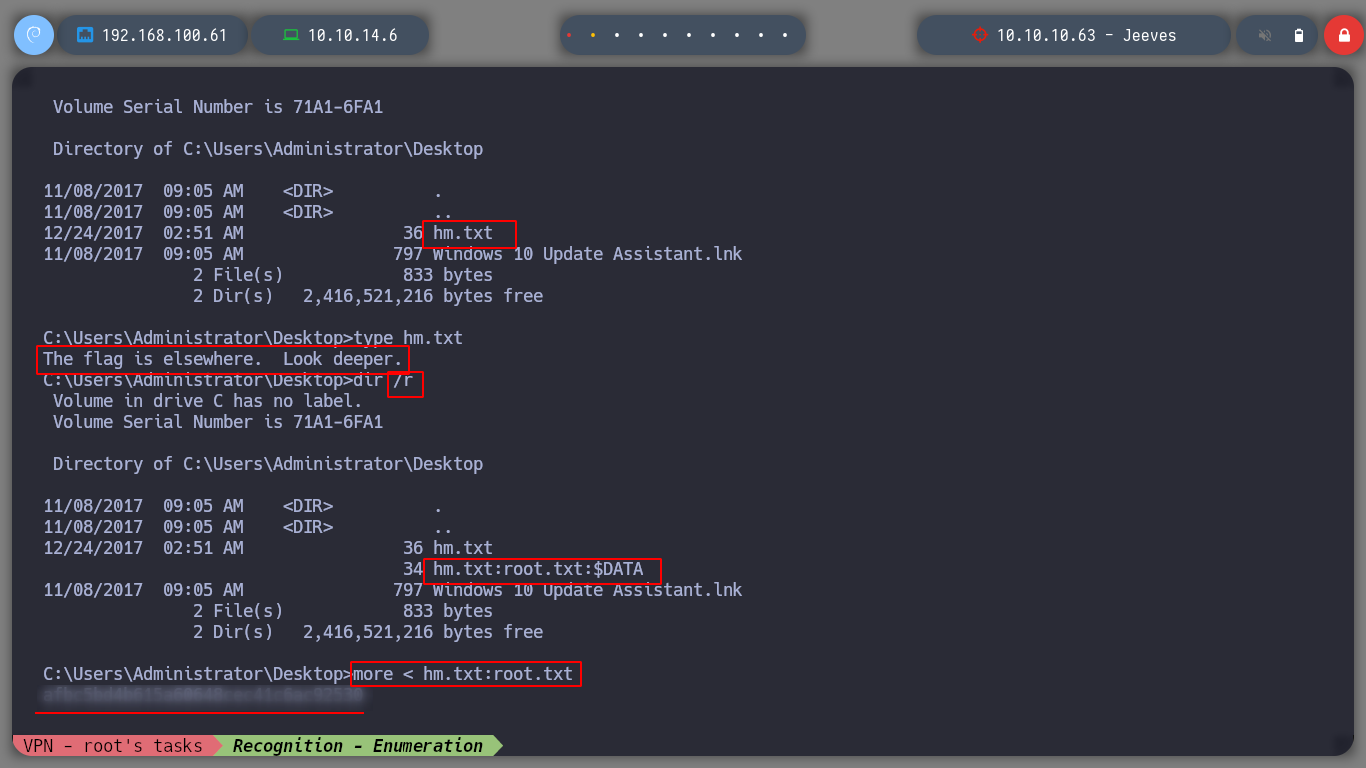 192.168.100.61
10.10.14.6
10.10.10.63 - Jeeves
Volume Serial Number is 71A1-6FA1
Directory of C:\Users\Administrator\Desktop
11/08/2017  09:05 AM    <DIR>          .
11/08/2017  09:05 AM    <DIR>          ..
12/24/2017  02:51 AM                36 hm.txt
11/08/2017  09:05 AM               797 Windows 10 Update Assistant.lnk
               2 File(s)            833 bytes
               2 Dir(s)   2,416,521,216 bytes free
C:\Users\Administrator\Desktop>type hm.txt
The flag is elsewhere.  Look deeper.
C:\Users\Administrator\Desktop>dir /r
Volume in drive C has no label.
Volume Serial Number is 71A1-6FA1
Directory of C:\Users\Administrator\Desktop
11/08/2017  09:05 AM    <DIR>          .
11/08/2017  09:05 AM    <DIR>          ..
12/24/2017  02:51 AM                36 hm.txt
                                    34 hm.txt:root.txt:$DATA
11/08/2017  09:05 AM               797 Windows 10 Update Assistant.lnk
               2 File(s)            833 bytes
               2 Dir(s)   2,416,521,216 bytes free
C:\Users\Administrator\Desktop>more < hm.txt:root.txt
VPN - root's tasks Recognition - Enumeration